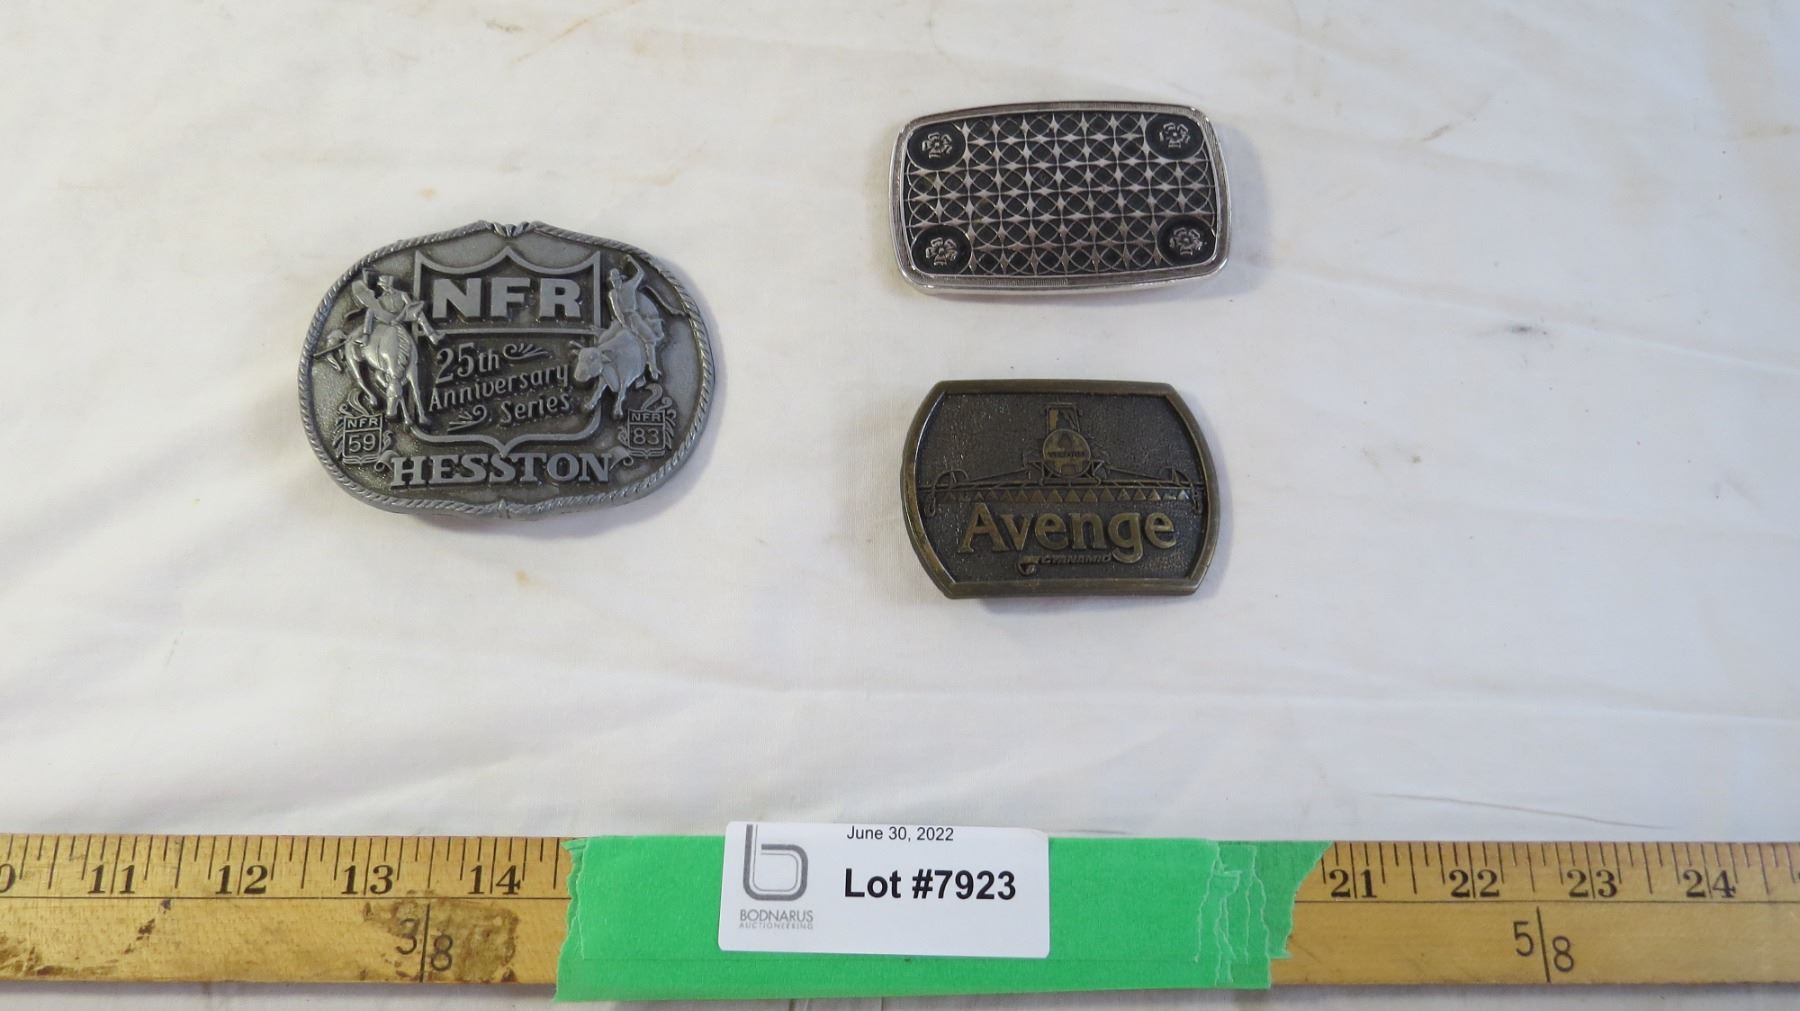 NFR
25th
Anniversary
Series
NFR
59
NFR
83
HESSTON
Avenge
CYANAMID
June 30, 2022
Lot #7923
BODNARUS
AUCTIONEERING
11 12 13 14 21 22 23 24
3/8 5/8